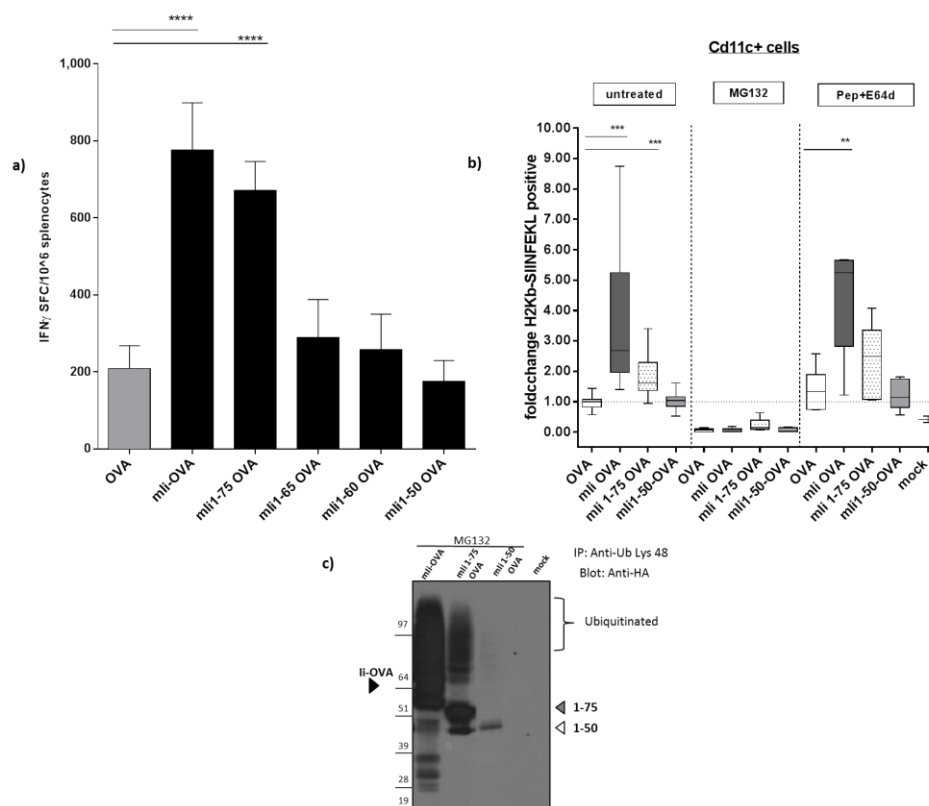 a)
****
****
1,000
800
600
400
200
0
IFNγ SFC/10^6 splenocytes
OVA
mIi-OVA
mIi1-75 OVA
mIi1-65 OVA
mIi1-60 OVA
mIi1-50 OVA
b)
Cd11c+ cells
untreated
MG132
Pep+E64d
***
***
**
10.00
9.00
8.00
7.00
6.00
5.00
4.00
3.00
2.00
1.00
0.00
foldcchange H2Kb-SIINFEKL positive
OVA
mIi OVA
mIi 1-75 OVA
mIi1-50-OVA
OVA
mIi OVA
mIi 1-75 OVA
mIi1-50-OVA
OVA
mIi OVA
mIi 1-75 OVA
mIi1-50-OVA
mock
c)
MG132
mIi-OVA
mIi 1-75
OVA
mIi 1-50
OVA
mock
IP: Anti-Ub Lys 48
Blot: Anti-HA
97
64
51
39
28
19
Ii-OVA
Ubiquitinated
1-75
1-50